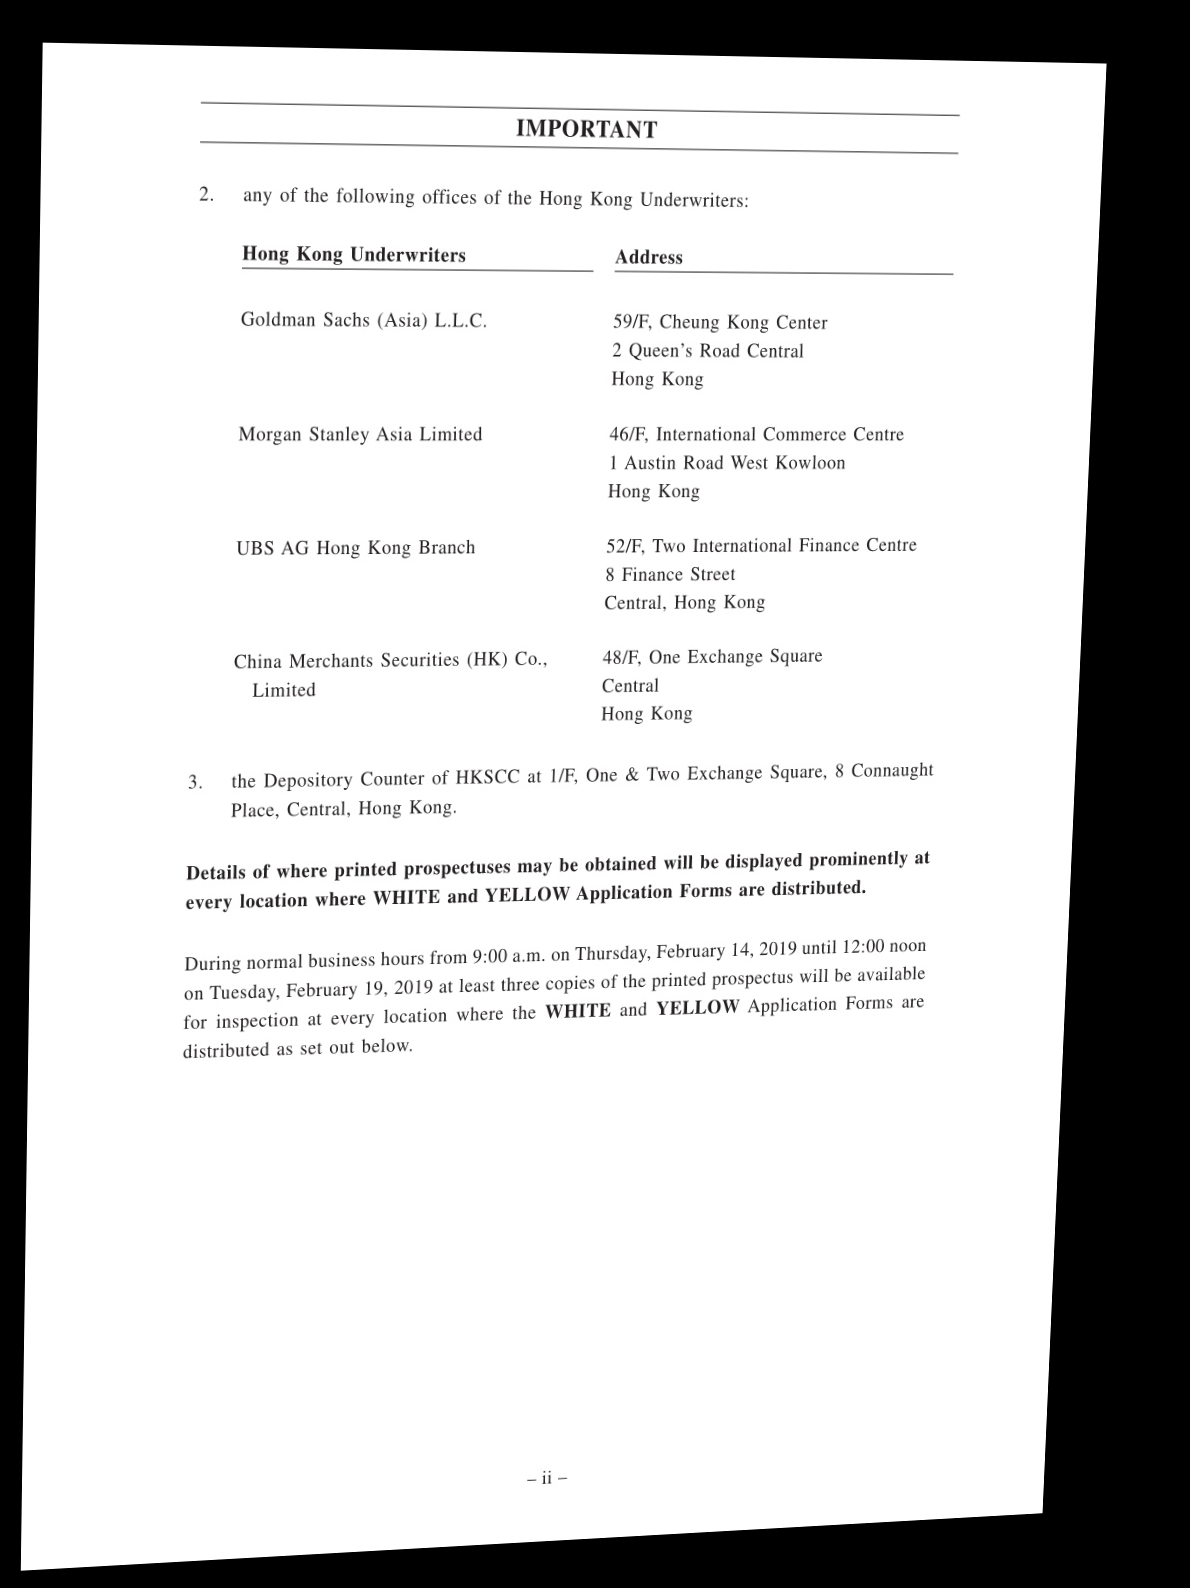 IMPORTANT
2. any of the following offices of the Hong Kong Underwriters:
Hong Kong Underwriters Address
Goldman Sachs (Asia) L.L.C. 59/F, Cheung Kong Center
2 Queen's Road Central
Hong Kong
Morgan Stanley Asia Limited 46/F, International Commerce Centre
1 Austin Road West Kowloon
Hong Kong
UBS AG Hong Kong Branch 52/F, Two International Finance Centre
8 Finance Street
Central, Hong Kong
China Merchants Securities (HK) Co., 48/F, One Exchange Square
Limited Central
Hong Kong
3. the Depository Counter of HKSCC at 1/F, One & Two Exchange Square, 8 Connaught
Place, Central, Hong Kong.
Details of where printed prospectuses may be obtained will be displayed prominently at
every location where WHITE and YELLOW Application Forms are distributed.
During normal business hours from 9:00 a.m. on Thursday, February 14, 2019 until 12:00 noon
on Tuesday, February 19, 2019 at least three copies of the printed prospectus will be available
for inspection at every location where the WHITE and YELLOW Application Forms are
distributed as set out below.
– ii –